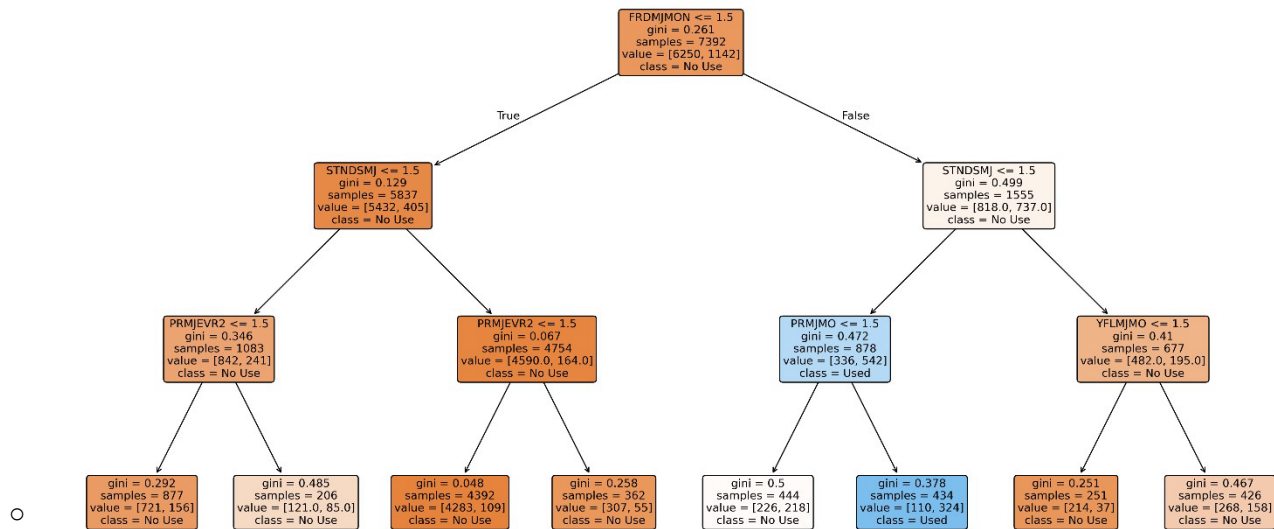 FRDMJMON <= 1.5
gini = 0.261
samples = 7392
value = [6250, 1142]
class = No Use
True
False
STNDSMJ <= 1.5
gini = 0.129
samples = 5837
value = [5432, 405]
class = No Use
STNDSMJ <= 1.5
gini = 0.499
samples = 1555
value = [818.0, 737.0]
class = No Use
PRMJEVR2 <= 1.5
gini = 0.346
samples = 1083
value = [842, 241]
class = No Use
PRMJEVR2 <= 1.5
gini = 0.067
samples = 4754
value = [4590.0, 164.0]
class = No Use
PRMJMO <= 1.5
gini = 0.472
samples = 878
value = [336, 542]
class = Used
YFLMJMO <= 1.5
gini = 0.41
samples = 677
value = [482.0, 195.0]
class = No Use
gini = 0.292
samples = 877
value = [721, 156]
class = No Use
gini = 0.485
samples = 206
value = [121.0, 85.0]
class = No Use
gini = 0.048
samples = 4392
value = [4283, 109]
class = No Use
gini = 0.258
samples = 362
value = [307, 55]
class = No Use
gini = 0.5
samples = 444
value = [226, 218]
class = No Use
gini = 0.378
samples = 434
value = [110, 324]
class = Used
gini = 0.251
samples = 251
value = [214, 37]
class = No Use
gini = 0.467
samples = 426
value = [268, 158]
class = No Use